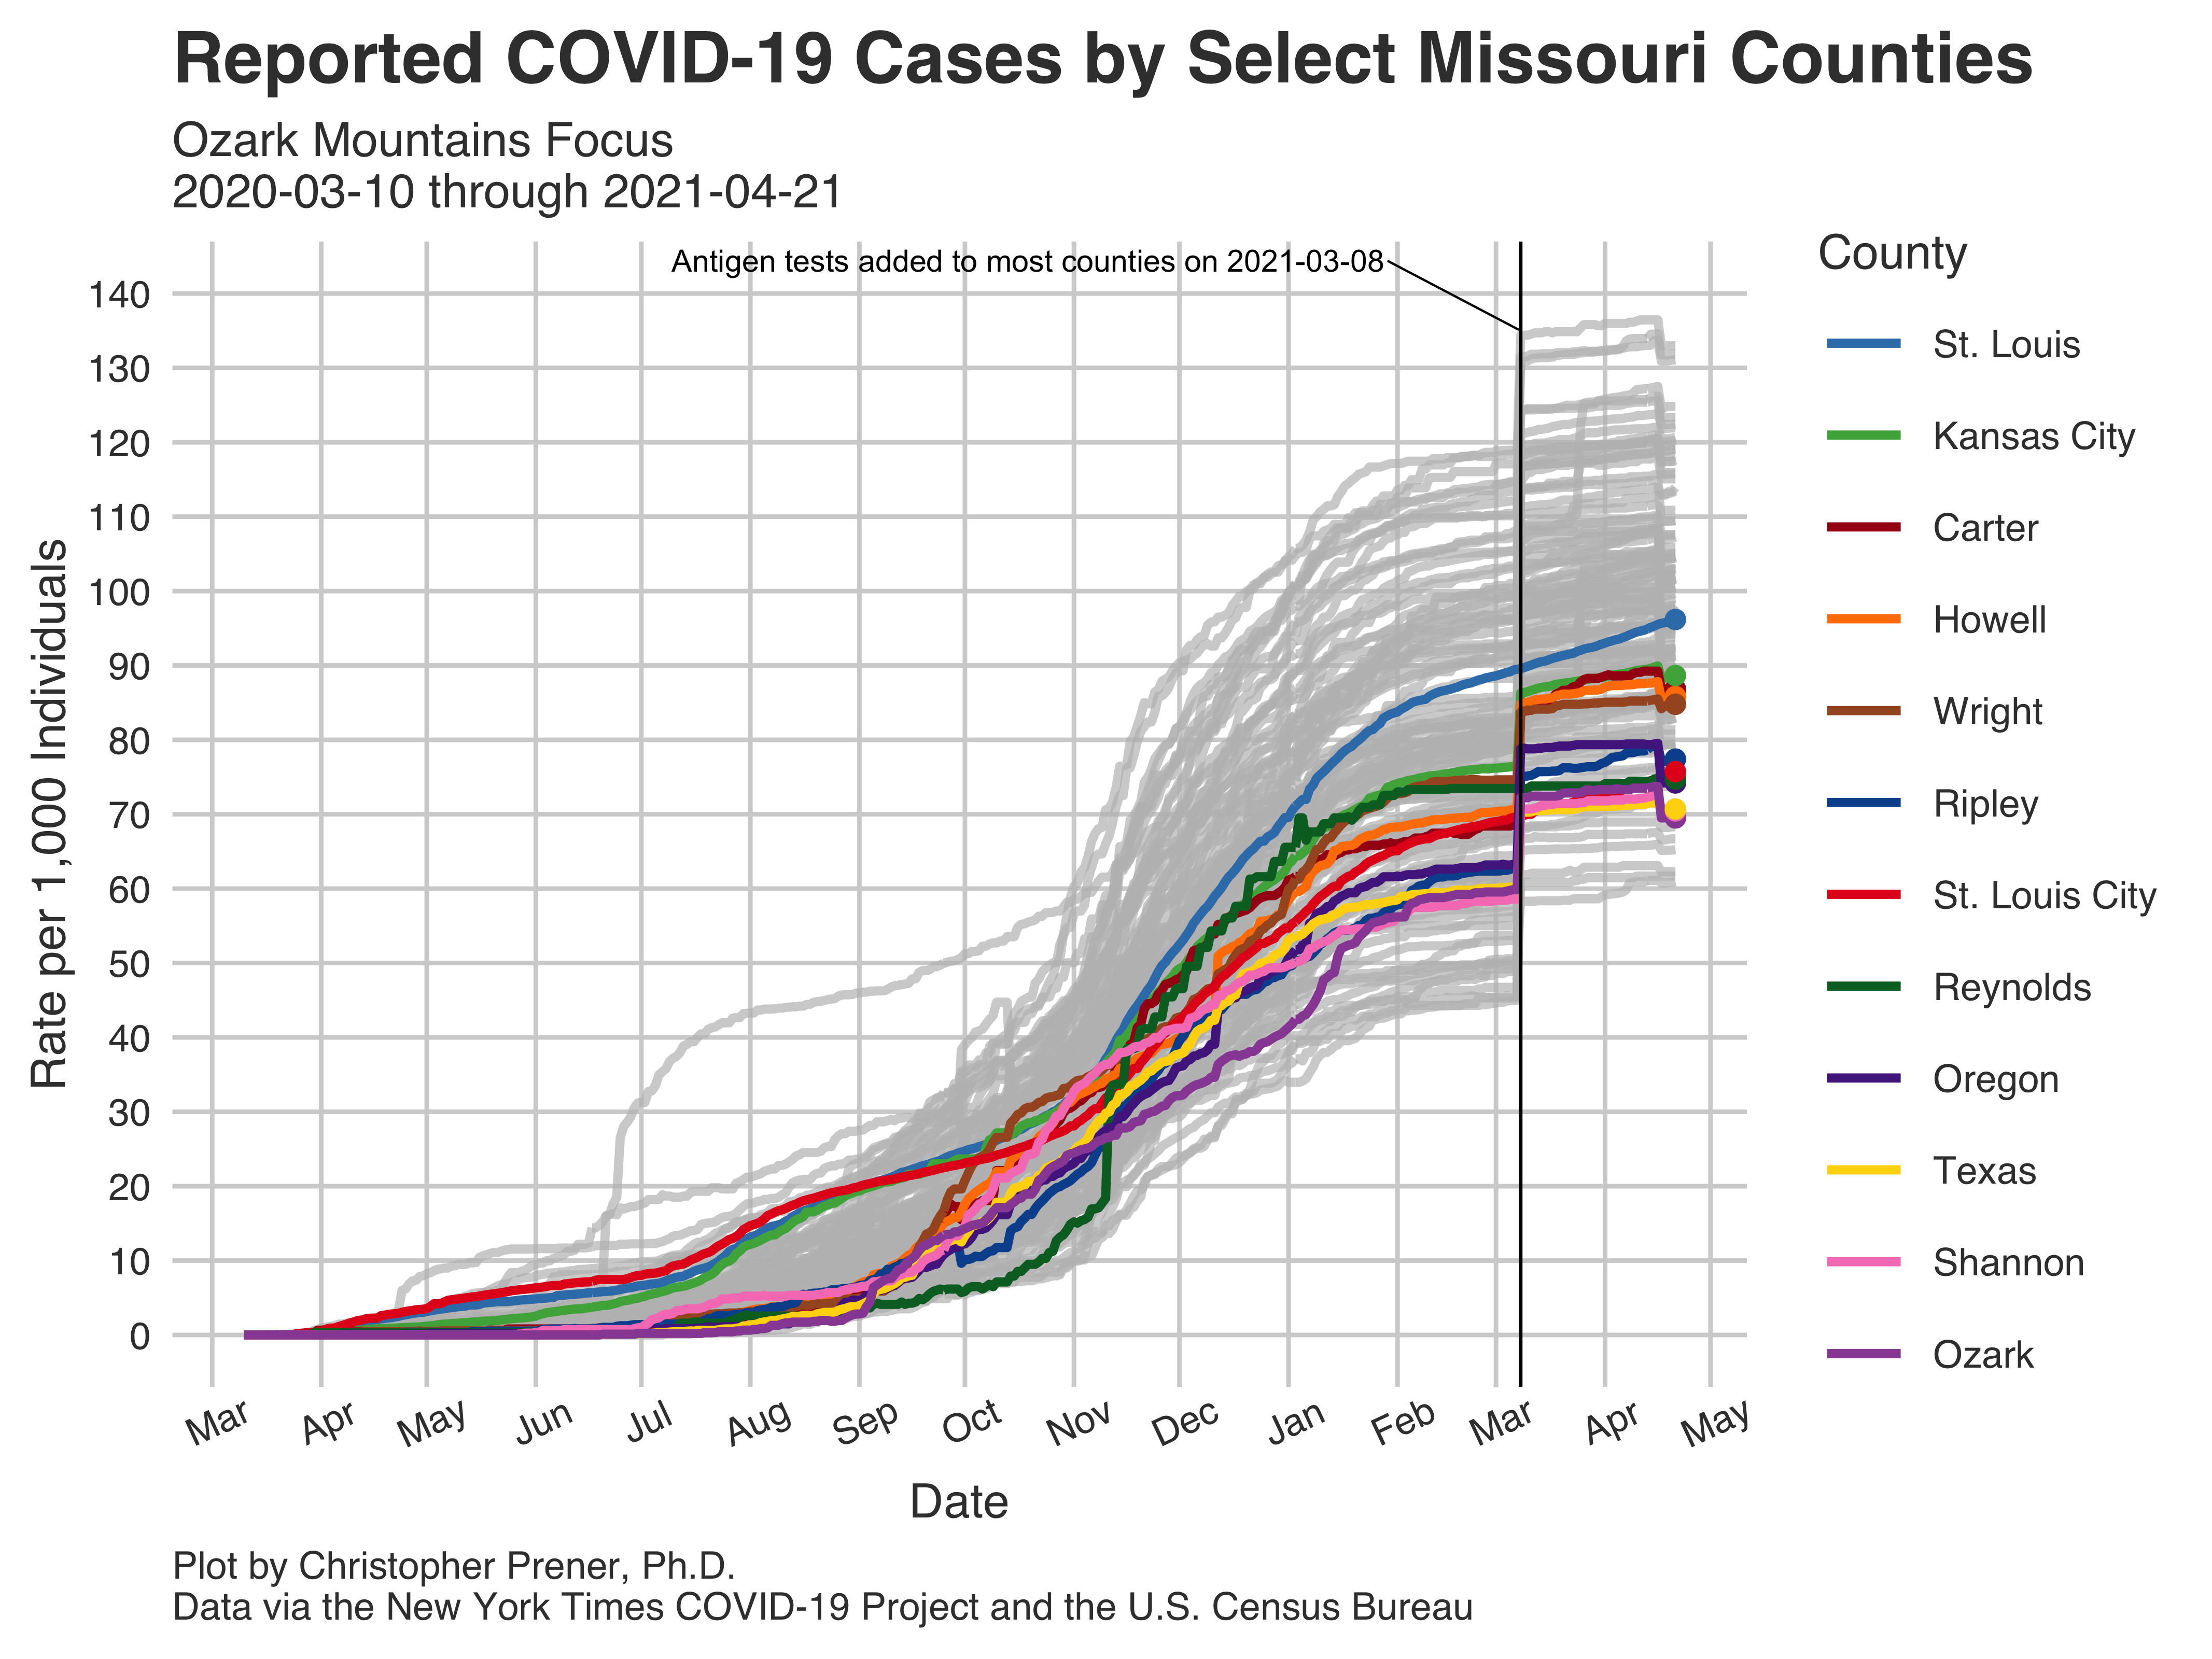 Reported COVID-19 Cases by Select Missouri Counties
Ozark Mountains Focus
2020-03-10 through 2021-04-21
Antigen tests added to most counties on 2021-03-08
140
130
120
110
100
90
80
70
60
50
40
30
20
10
0
Rate per 1,000 Individuals
Mar
Apr
May
Jun
Jul
Aug
Sep
Oct
Nov
Dec
Jan
Feb
Mar
Apr
May
Date
County
St. Louis
Kansas City
Carter
Howell
Wright
Ripley
St. Louis City
Reynolds
Oregon
Texas
Shannon
Ozark
Plot by Christopher Prener, Ph.D.
Data via the New York Times COVID-19 Project and the U.S. Census Bureau